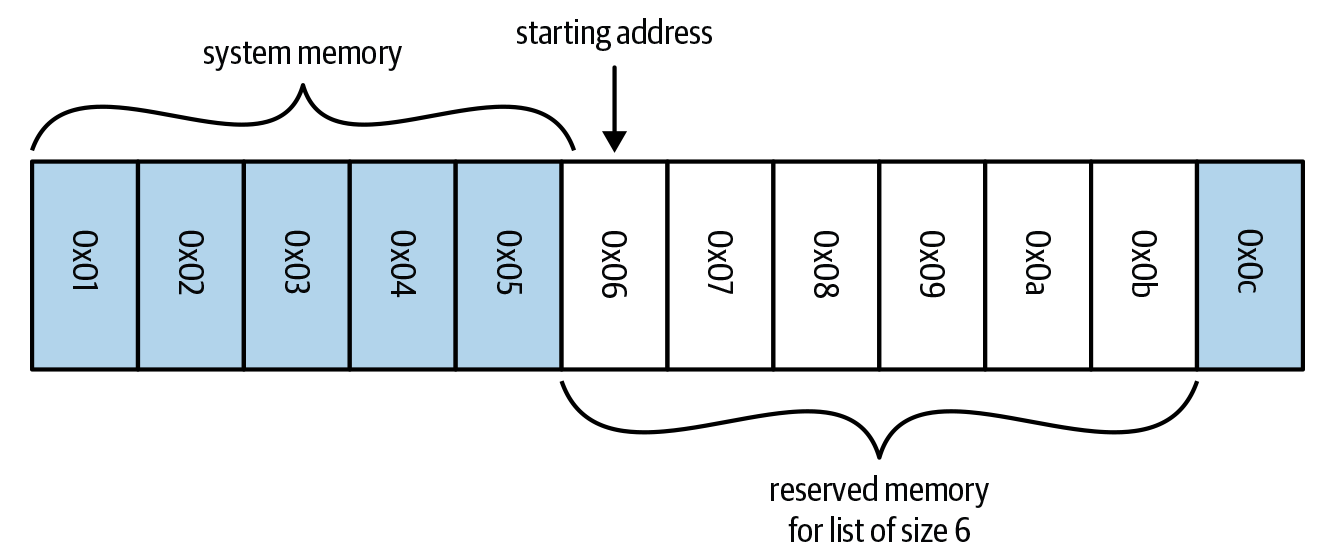 starting address
system memory
0x01
0x02
0x03
0x04
0x05
0x06
0x07
0x08
0x09
0x0a
0x0b
0x0c
reserved memory
for list of size 6